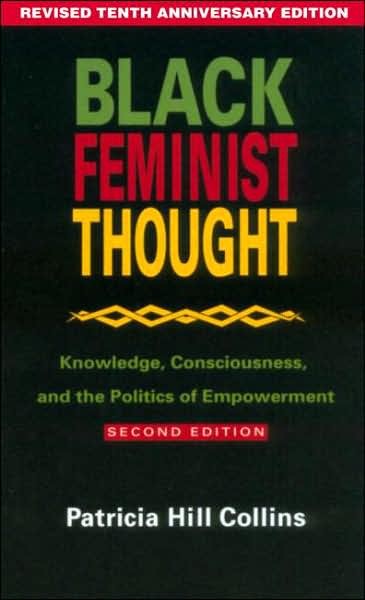 REVISED TENTH ANNIVERSARY EDITION
BLACK
FEMINIST
THOUGHT
Knowledge, Consciousness,
and the Politics of Empowerment
SECOND EDITION
Patricia Hill Collins